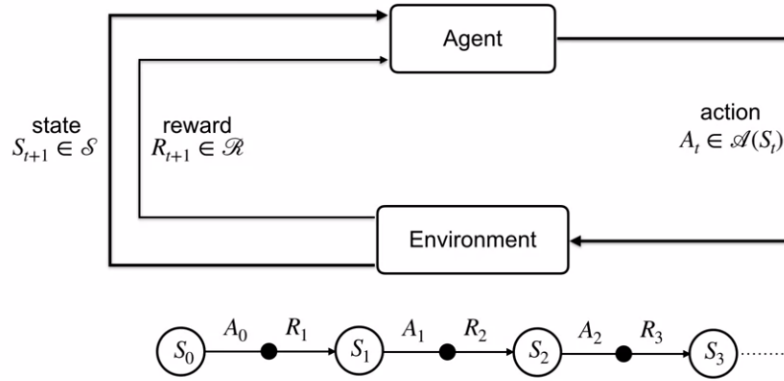 Agent
state
S_{t+1} ∈ 𝒮
reward
R_{t+1} ∈ ℛ
action
A_t ∈ 𝒜(S_t)
Environment
S_0 A_0 R_1 S_1 A_1 R_2 S_2 A_2 R_3 S_3